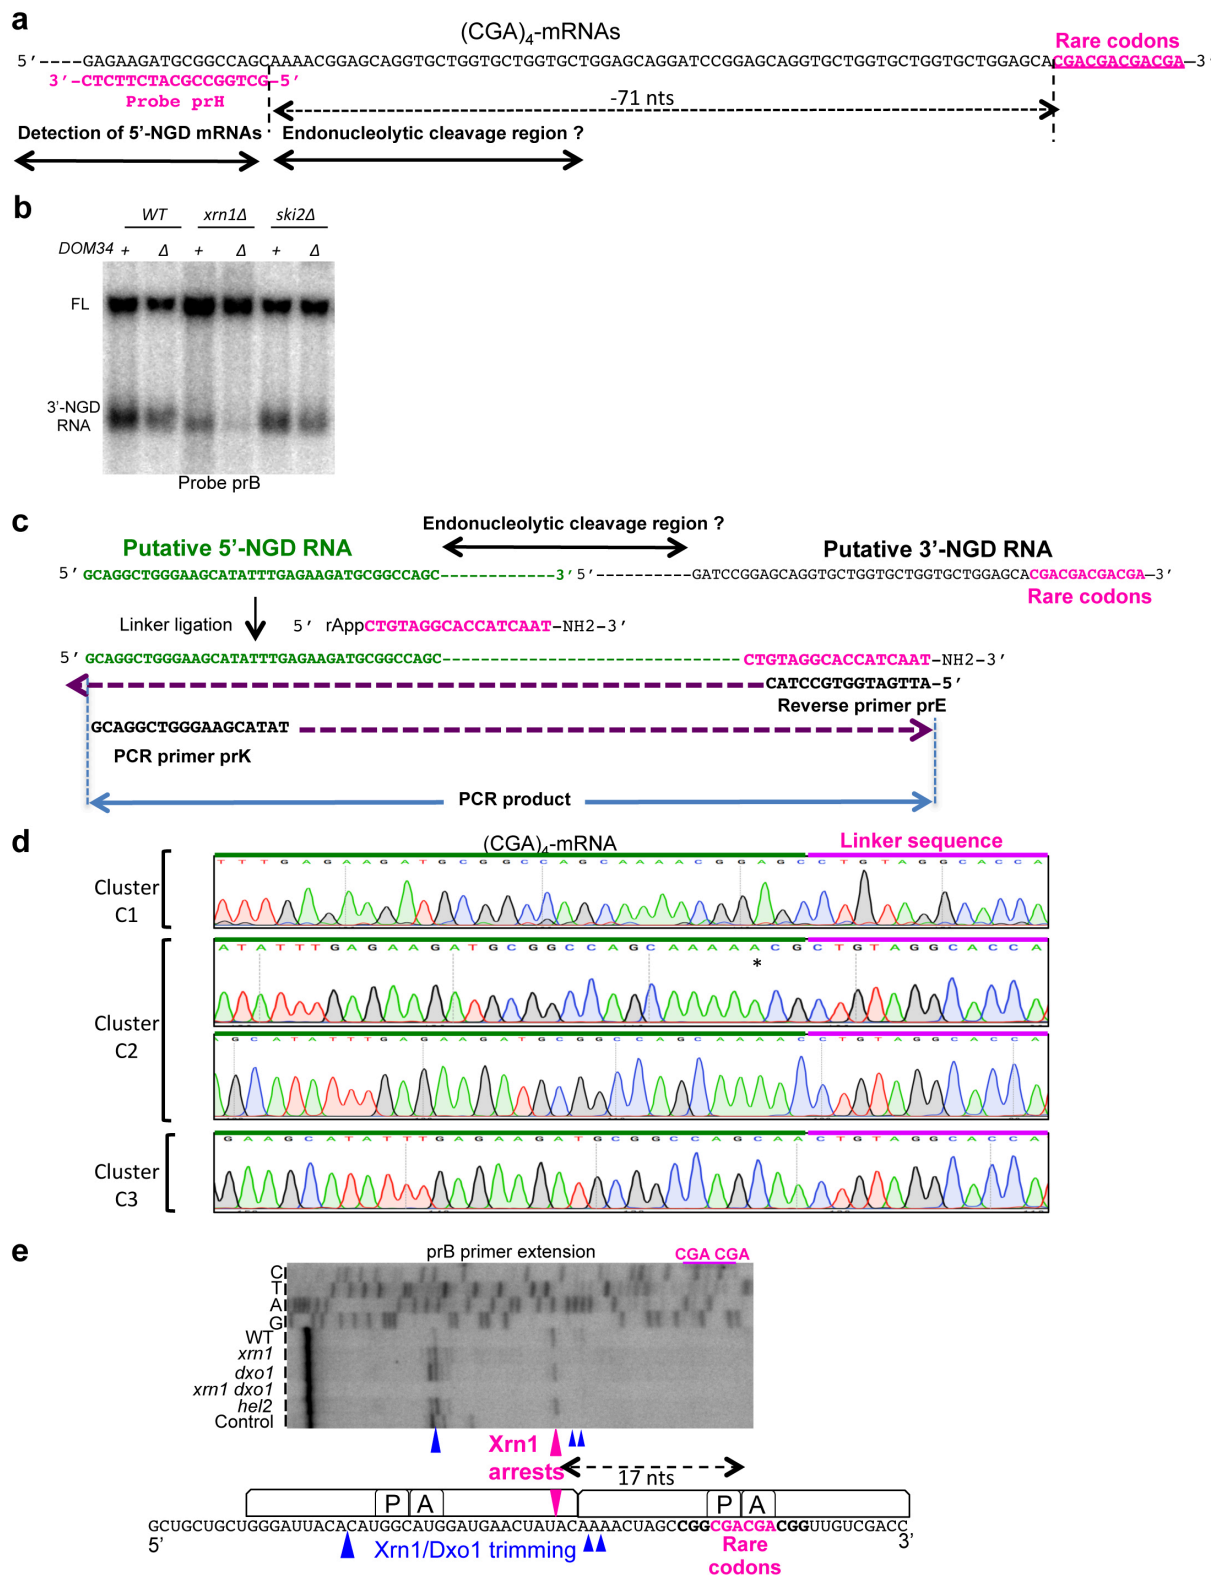 a
(CGA)4-mRNAs
Rare codons
5’----GAGAAGATGCGGCCAGCAAAACGGAGCAGGTGCTGGTGCTGGTGCTGGAGCAGGATCCGGAGCAGGTGCTGGTGCTGGTGCTGGAGCACGACGACGACGA–3’
3’-CTCTTCTACGCCGGTCG-5’
Probe prH
-71 nts
Detection of 5’-NGD mRNAs
Endonucleolytic cleavage region ?
b
WT xrn1Δ ski2Δ
DOM34 + Δ + Δ + Δ
FL
3’-NGD
RNA
Probe prB
c
Endonucleolytic cleavage region ?
Putative 5’-NGD RNA
Putative 3’-NGD RNA
5’ GCAGGCTGGGAAGCATATTTGAGAAGATGCGGCCAGC-----------3’ 5’---------GATCCGGAGCAGGTGCTGGTGCTGGTGCTGGAGCACGACGACGACGA–3’
Rare codons
Linker ligation
5’ rAppCTGTAGGCACCATCAAT–NH2-3’
5’ GCAGGCTGGGAAGCATATTTGAGAAGATGCGGCCAGC-----------------------------CTGTAGGCACCATCAAT–NH2-3’
CATCCGTGGTAGTTA-5’
Reverse primer prE
GCAGGCTGGGAAGCATAT
PCR primer prK
PCR product
d
(CGA)4-mRNA
Linker sequence
Cluster
C1
T T T G A G A A G A T G C G G C C A G C A A A A C G G A G C C T G T A G G C A C C A
Cluster
C2
A T A T T T G A G A A G A T G C G G C C A G C A A A A A C G C T G T A G G C A C C A
*
A G C A T A T T T G A G A A G A T G C G G C C A G C A A A A C C T G T A G G C A C C A
Cluster
C3
G A A G C A T A T T T G A G A A G A T G C G G C C A G C A A C T G T A G G C A C C A
e
prB primer extension
CGA CGA
C
T
A
G
WT
xrn1
dxo1
xrn1 dxo1
hel2
Control
Xrn1
arrests
17 nts
P A P A
GCUGCUGCUGGGAUUACACAUGGCAUGGAUGAACUAUACAAAACUAGCCGGCGACGACGGUUGUCGACC
5’ 3’
Xrn1/Dxo1 trimming
Rare
codons